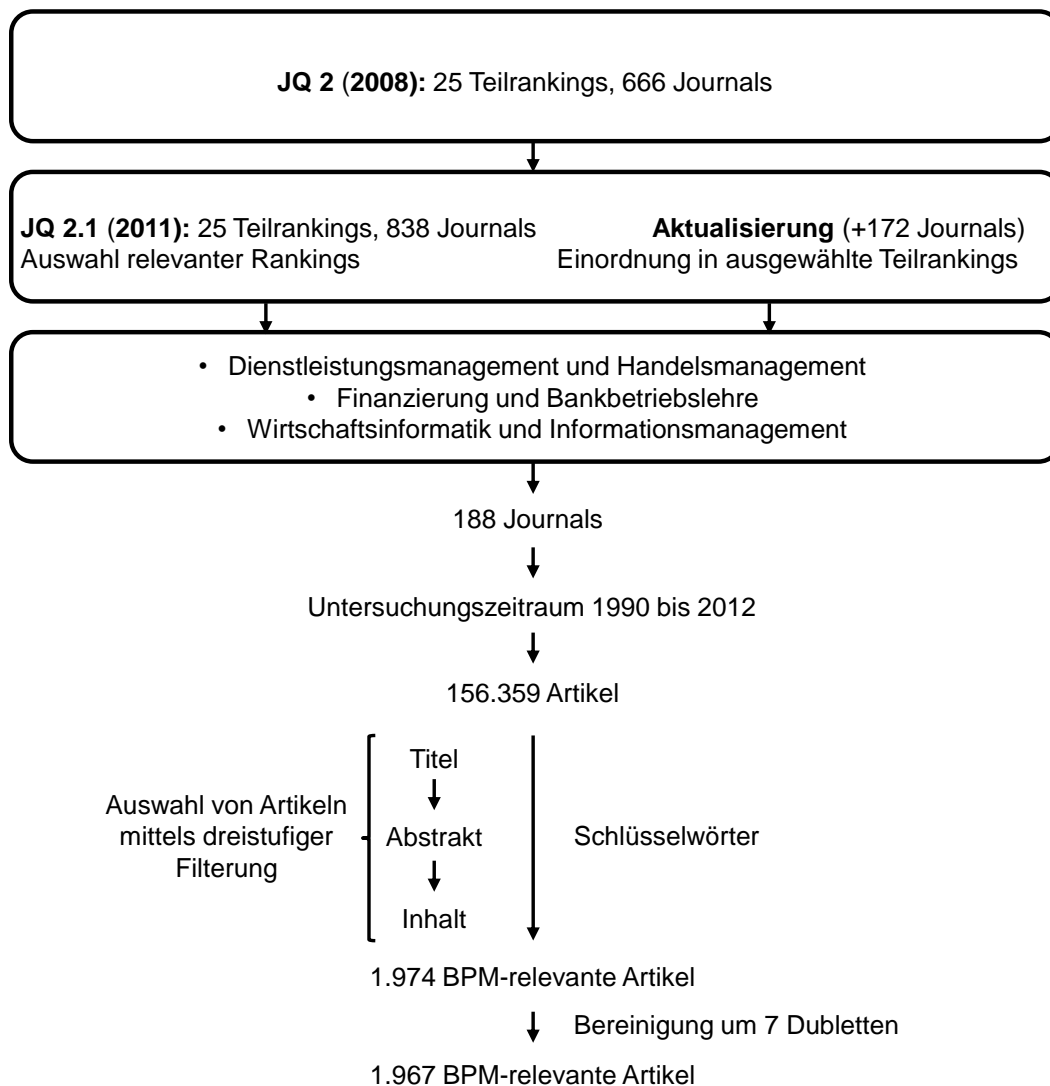 JQ 2 (2008): 25 Teilrankings, 666 Journals
JQ 2.1 (2011): 25 Teilrankings, 838 Journals
Auswahl relevanter Rankings
Aktualisierung (+172 Journals)
Einordnung in ausgewählte Teilrankings
• Dienstleistungsmanagement und Handelsmanagement
• Finanzierung und Bankbetriebslehre
• Wirtschaftsinformatik und Informationsmanagement
188 Journals
Untersuchungszeitraum 1990 bis 2012
156.359 Artikel
Auswahl von Artikeln
mittels dreistufiger
Filterung
Titel
Abstrakt
Inhalt
Schlüsselwörter
1.974 BPM-relevante Artikel
Bereinigung um 7 Dubletten
1.967 BPM-relevante Artikel